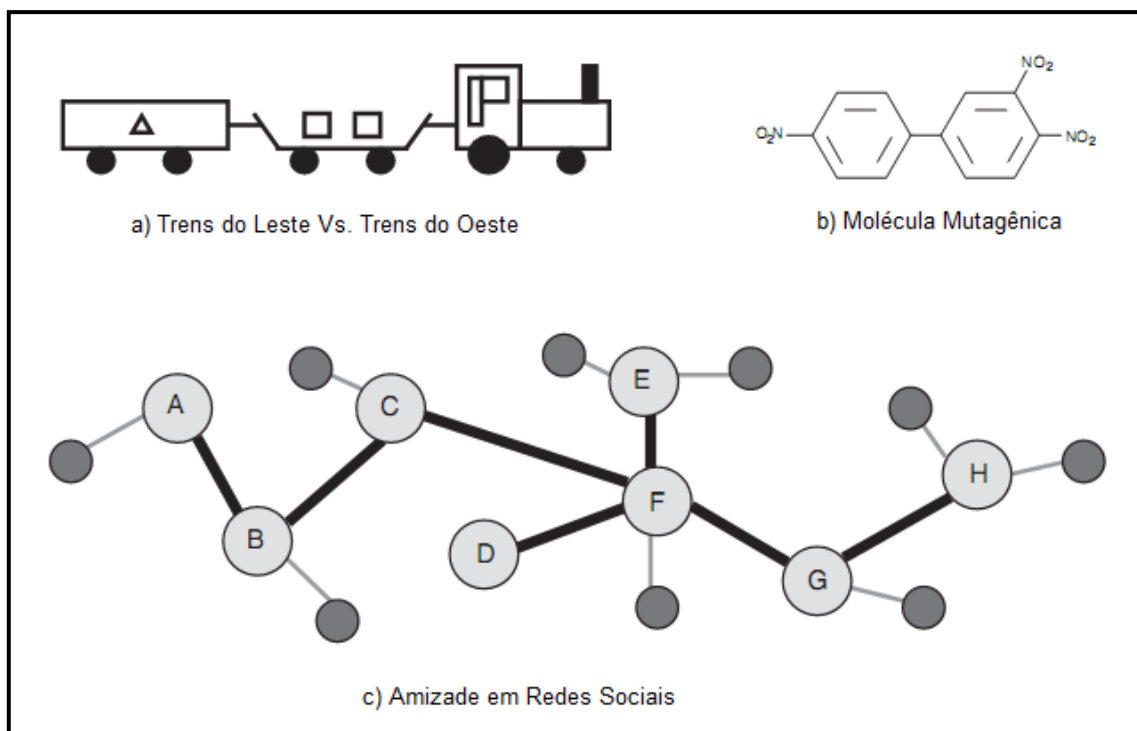 NO₂
O₂N
NO₂
a) Trens do Leste Vs. Trens do Oeste
b) Molécula Mutagênica
E
A
C
H
F
B
D
G
c) Amizade em Redes Sociais